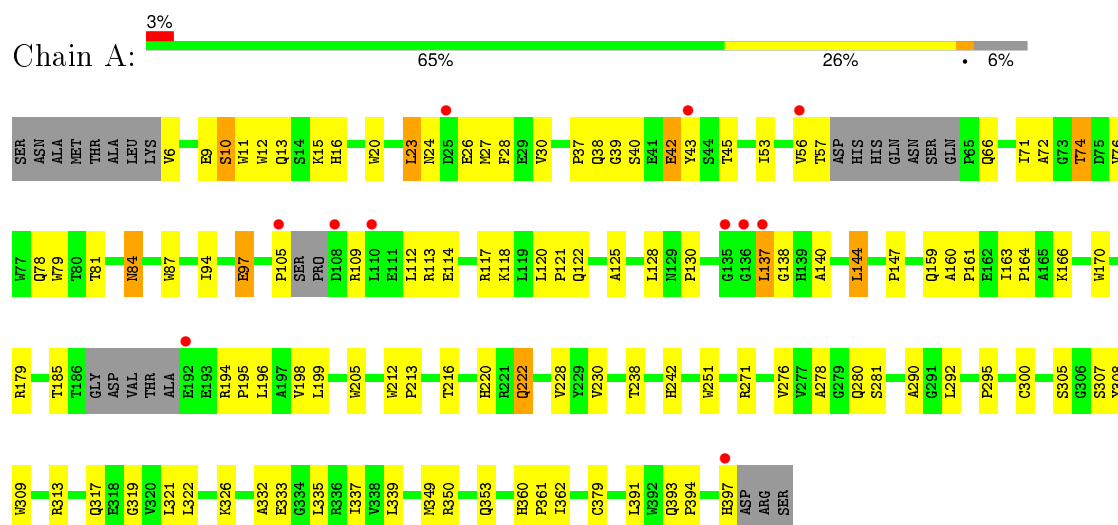 3%
Chain A:
65% 26% • 6%
SER ASN ALA MET THR ALA LEU LYS V6 E9 S10 W11 W12 Q13 S14 K15 H16 W20 L23 N24 D25 E26 M27 F28 E29 V30 P37 Q38 G39 S40 E41 E42 Y43 S44 T45 I53 V56 T57 ASP HIS HIS GLN ASN SER GLN P65 Q66 I71 A72 G73 T74 D75 V76
W77 Q78 W79 T80 T81 N84 W87 I94 E97 P105 SER PRO D108 R109 L110 E111 L112 R113 E114 R117 K118 L119 L120 P121 Q122 A125 L128 N129 P130 G135 G136 L137 G138 H139 A140 L144 P147 Q159 A160 P161 E162 I163 P164 A165 K166 W170
R179 T185 T186 GLY ASP VAL THR ALA E192 E193 R194 P195 L196 A197 V198 L199 W205 W212 P213 T216 H220 R221 Q222 V228 Y229 V230 T238 H242 W251 R271 V276 V277 A278 G279 Q280 S281 A290 G291 L292 P295 C300 S305 G306 S307 Y308
W309 R313 Q317 E318 G319 V320 L321 L322 K326 A332 E333 G334 L335 R336 I337 V338 L339 M349 R350 Q353 H360 P361 I362 C379 L391 W392 Q393 P394 H397 ASP ARG SER